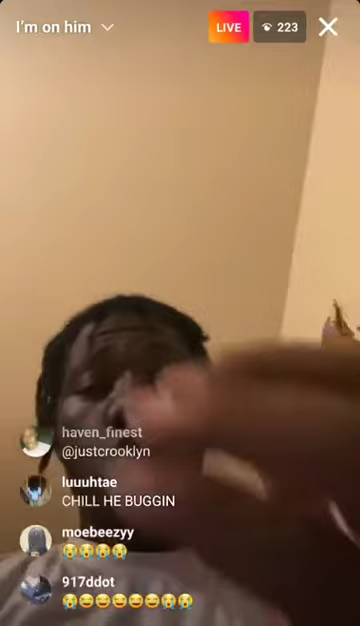 I'm on him
LIVE
223
haven_finest
@justcrooklyn
luuuhtae
CHILL HE BUGGIN
moebeezyy
😭😭😭😭
917ddot
😭😂😂😂😂😂😭😭